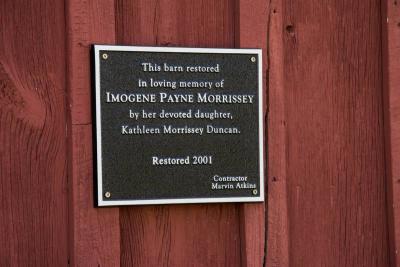 This barn restored
in loving memory of
IMOGENE PAYNE MORRISSEY
by her devoted daughter,
Kathleen Morrissey Duncan.
Restored 2001
Contractor
Marvin Atkins